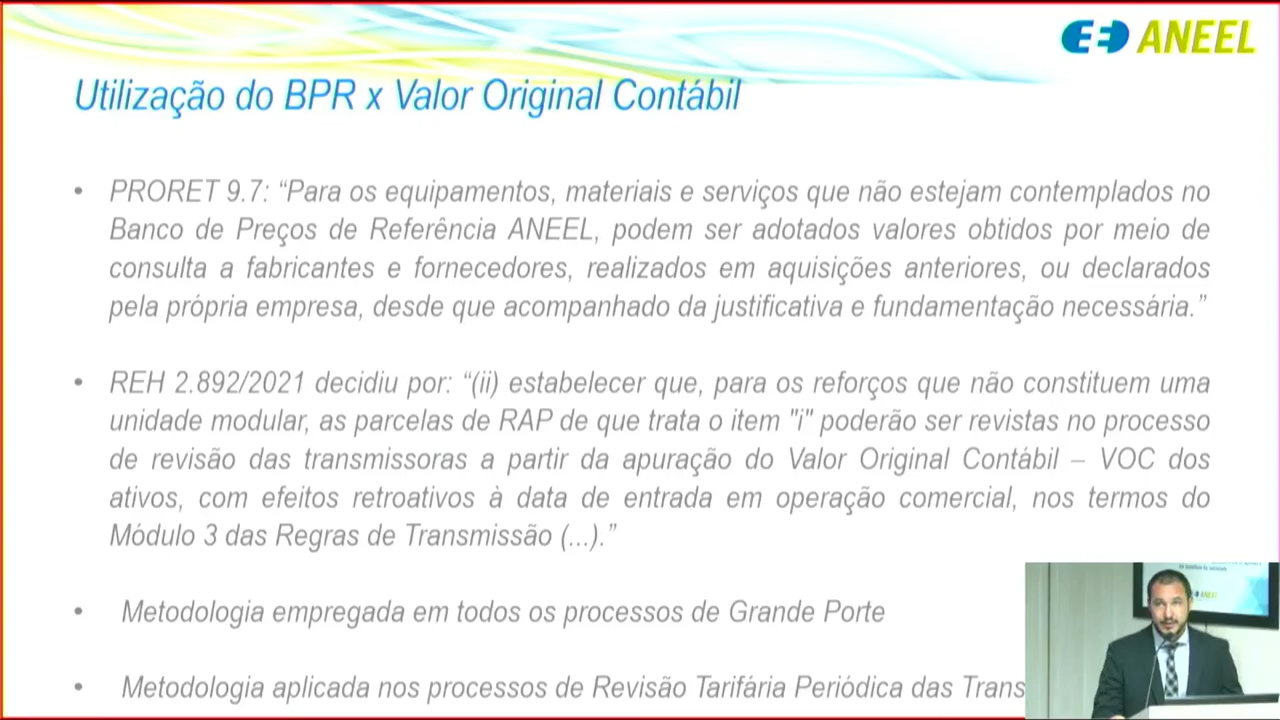 ANEEL
Utilização do BPR x Valor Original Contábil
• PRORET 9.7: “Para os equipamentos, materiais e serviços que não estejam contemplados no
Banco de Preços de Referência ANEEL, podem ser adotados valores obtidos por meio de
consulta a fabricantes e fornecedores, realizados em aquisições anteriores, ou declarados
pela própria empresa, desde que acompanhado da justificativa e fundamentação necessária.”
• REH 2.892/2021 decidiu por: “(ii) estabelecer que, para os reforços que não constituem uma
unidade modular, as parcelas de RAP de que trata o item "i" poderão ser revistas no processo
de revisão das transmissoras a partir da apuração do Valor Original Contábil – VOC dos
ativos, com efeitos retroativos à data de entrada em operação comercial, nos termos do
Módulo 3 das Regras de Transmissão (...).”
• Metodologia empregada em todos os processos de Grande Porte
• Metodologia aplicada nos processos de Revisão Tarifária Periódica das Trans
ANEEL